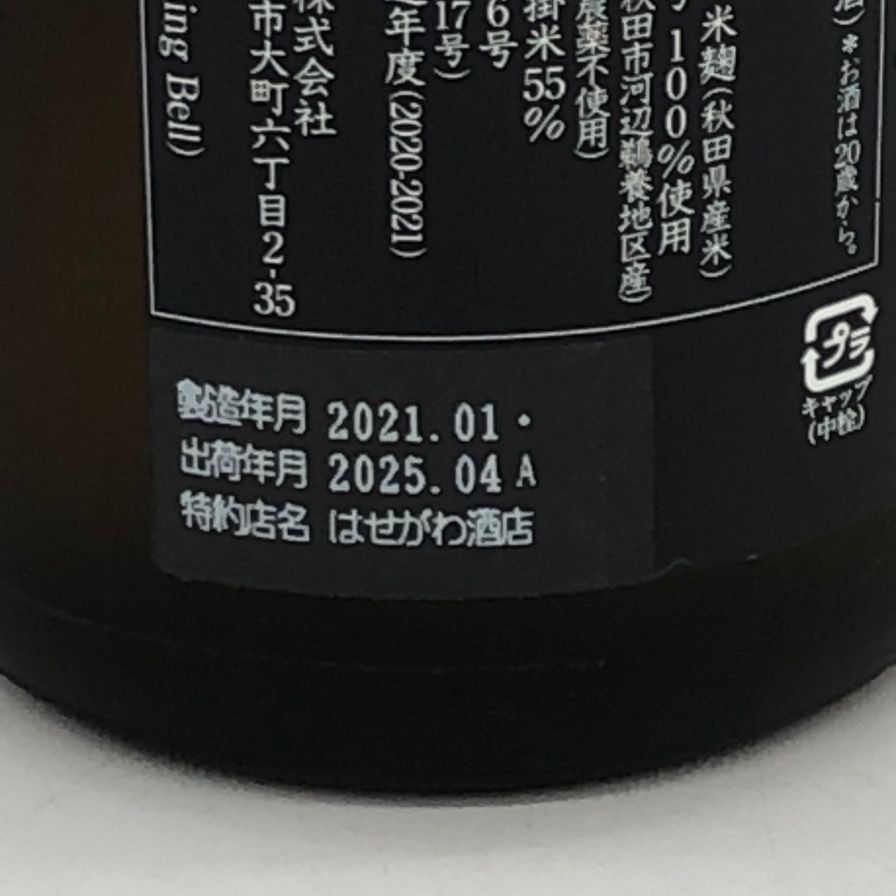 酒）＊お酒は20歳から。
米麹（秋田県産米）
100％使用
秋田市河辺鵜養地区産）
農薬不使用）
掛米55％
6号
17号）
年度（2020-2021）
株式会社
市大町六丁目2-35
ing Bell）
プラ
キャップ
（中栓）
製造年月 2021.01・
出荷年月 2025.04 A
特約店名 はせがわ酒店